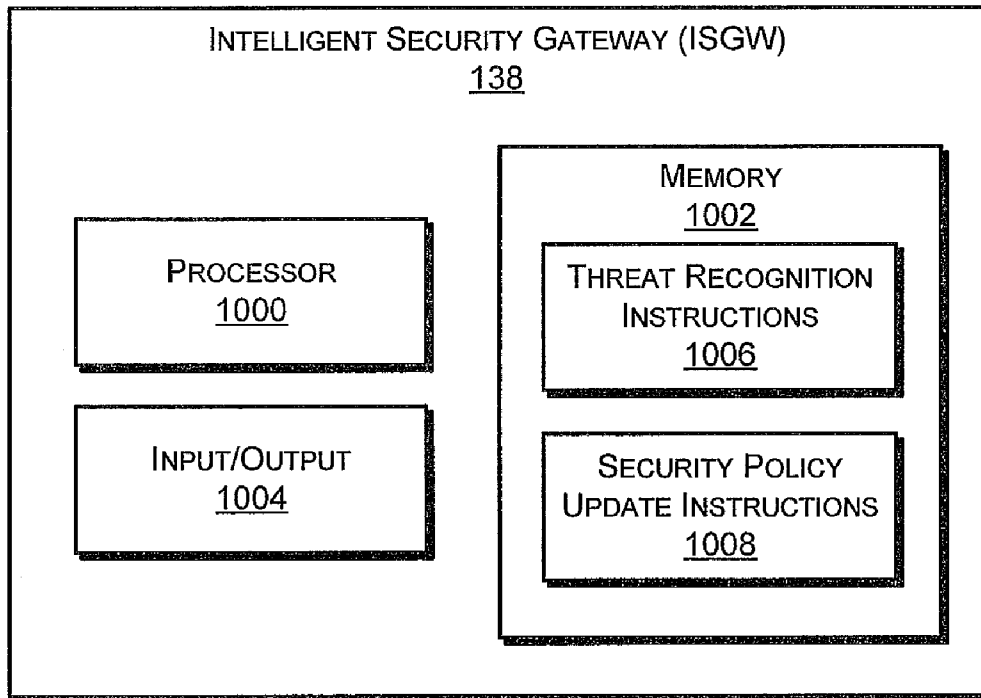 INTELLIGENT SECURITY GATEWAY (ISGW)
138
PROCESSOR
1000
INPUT/OUTPUT
1004
MEMORY
1002
THREAT RECOGNITION
INSTRUCTIONS
1006
SECURITY POLICY
UPDATE INSTRUCTIONS
1008